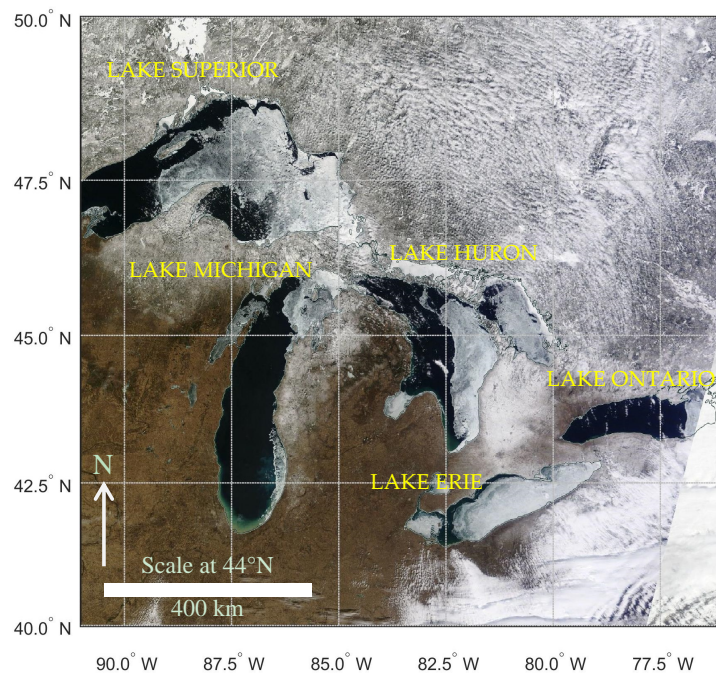 50.0° N
LAKE SUPERIOR
47.5° N
LAKE HURON
LAKE MICHIGAN
45.0° N
LAKE ONTARIO
N
42.5° N
LAKE ERIE
Scale at 44°N
400 km
40.0° N
90.0° W 87.5° W 85.0° W 82.5° W 80.0° W 77.5° W